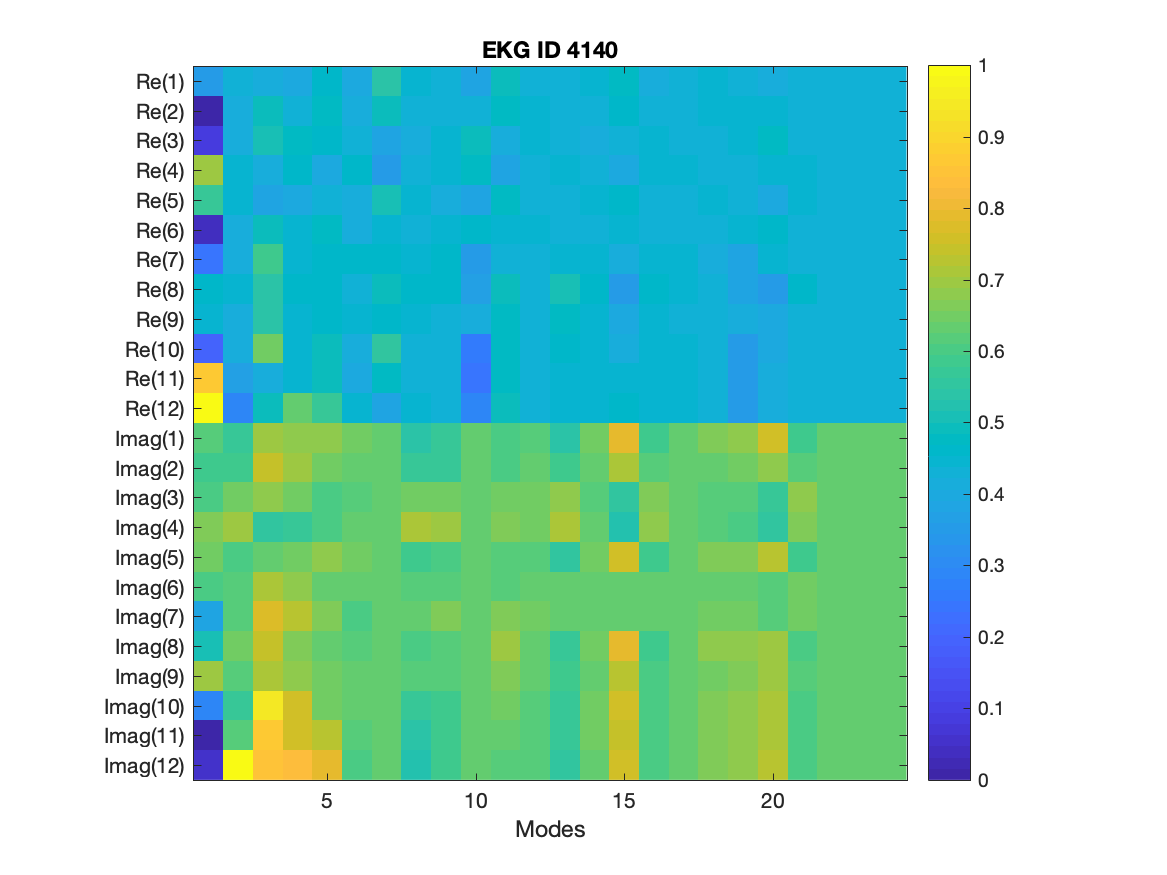 EKG ID 4140
Re(1)
Re(2)
Re(3)
Re(4)
Re(5)
Re(6)
Re(7)
Re(8)
Re(9)
Re(10)
Re(11)
Re(12)
Imag(1)
Imag(2)
Imag(3)
Imag(4)
Imag(5)
Imag(6)
Imag(7)
Imag(8)
Imag(9)
Imag(10)
Imag(11)
Imag(12)
5 10 15 20
Modes
1
0.9
0.8
0.7
0.6
0.5
0.4
0.3
0.2
0.1
0